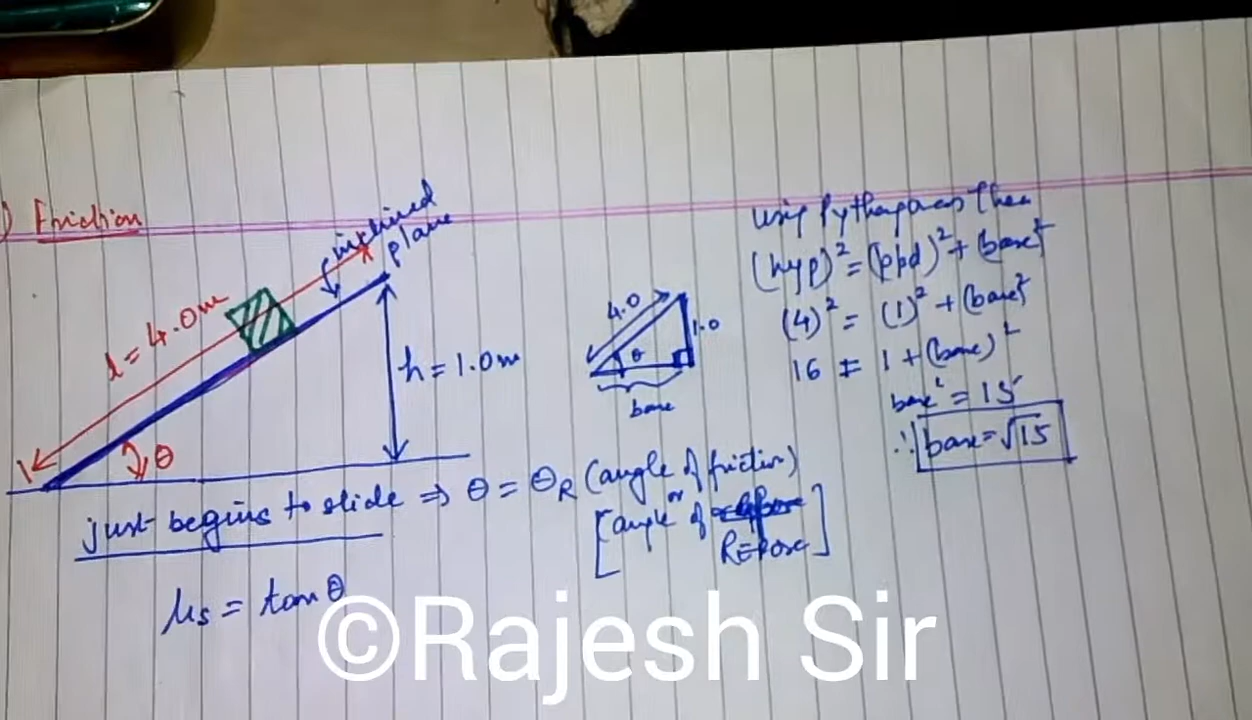 ) Friction
inclined
plane
l = 4.0m
h = 1.0m
θ
just begins to slide ⇒ θ = θR (angle of friction)
or
[angle of
REpose]
μs = tanθ
4.0
1.0
θ
base
using Pythagoras Theo
(hyp)² = (ppd)² + (base)²
(4)² = (1)² + (base)²
16 = 1 + (base)²
base² = 15
∴ base = √15
©Rajesh Sir